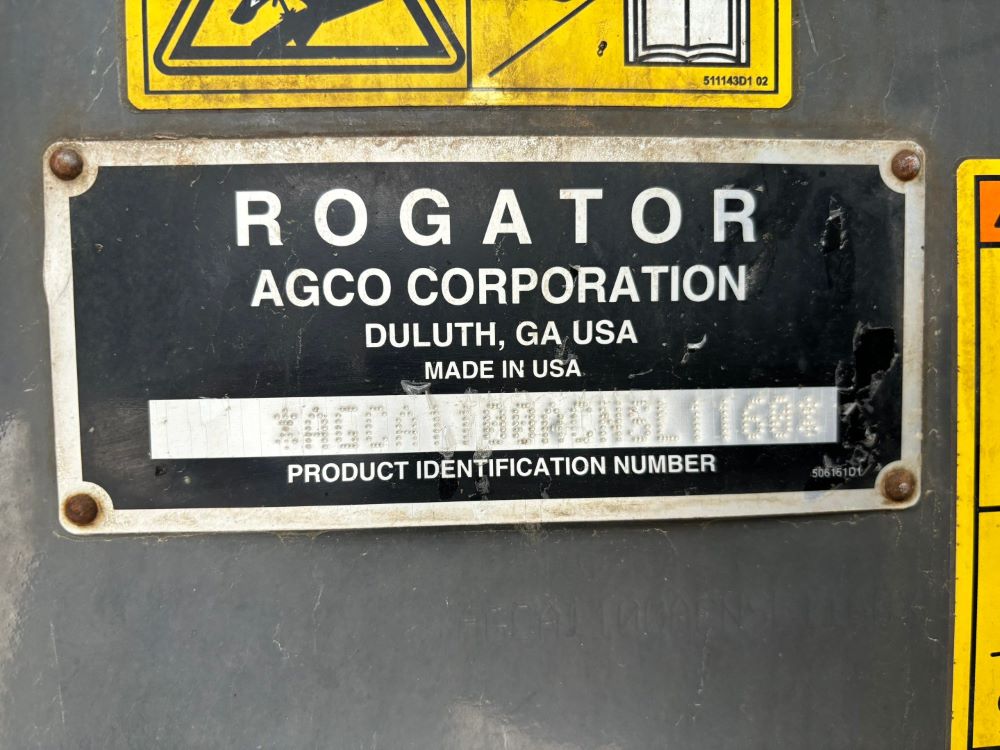 511143D1 02
ROGATOR
AGCO CORPORATION
DULUTH, GA USA
MADE IN USA
PRODUCT IDENTIFICATION NUMBER
506161D1